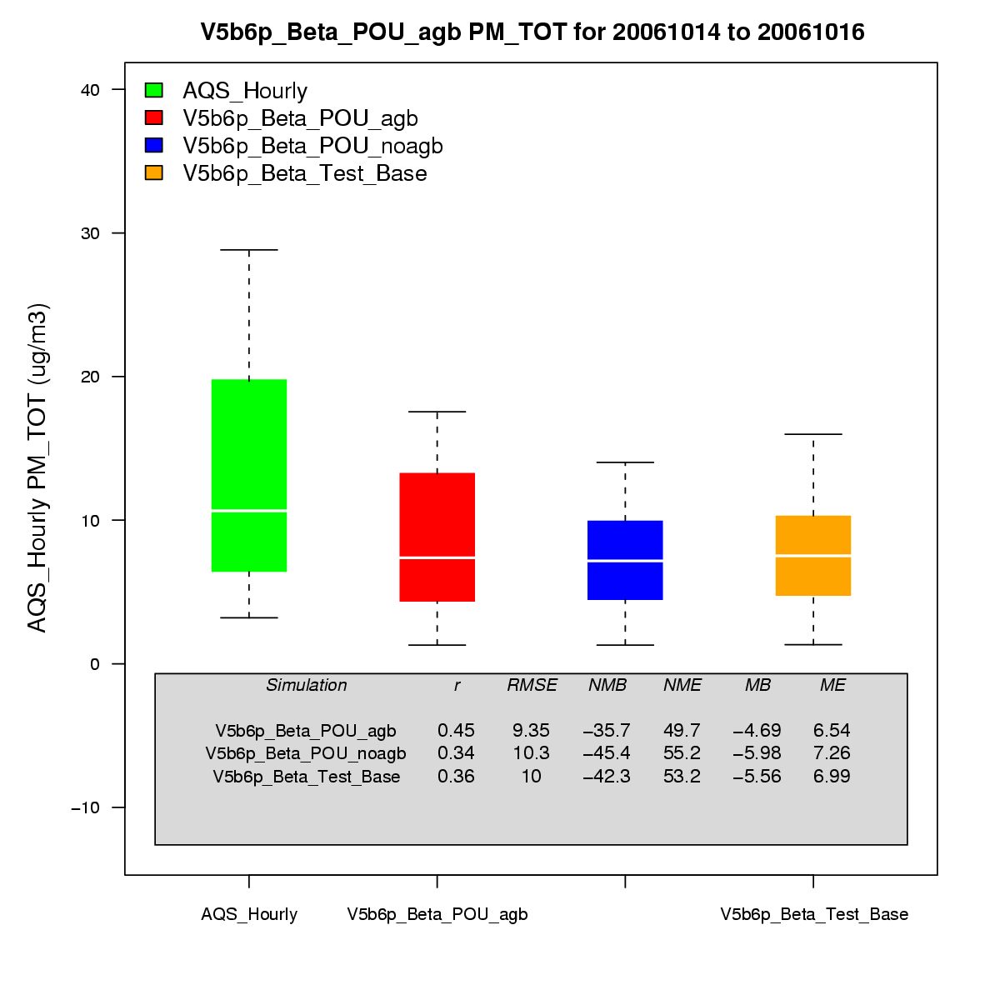 V5b6p_Beta_POU_agb PM_TOT for 20061014 to 20061016
AQS_Hourly
V5b6p_Beta_POU_agb
V5b6p_Beta_POU_noagb
V5b6p_Beta_Test_Base
40
30
20
10
0
−10
AQS_Hourly PM_TOT (ug/m3)
Simulation r RMSE NMB NME MB ME
V5b6p_Beta_POU_agb 0.45 9.35 −35.7 49.7 −4.69 6.54
V5b6p_Beta_POU_noagb 0.34 10.3 −45.4 55.2 −5.98 7.26
V5b6p_Beta_Test_Base 0.36 10 −42.3 53.2 −5.56 6.99
AQS_Hourly V5b6p_Beta_POU_agb V5b6p_Beta_Test_Base